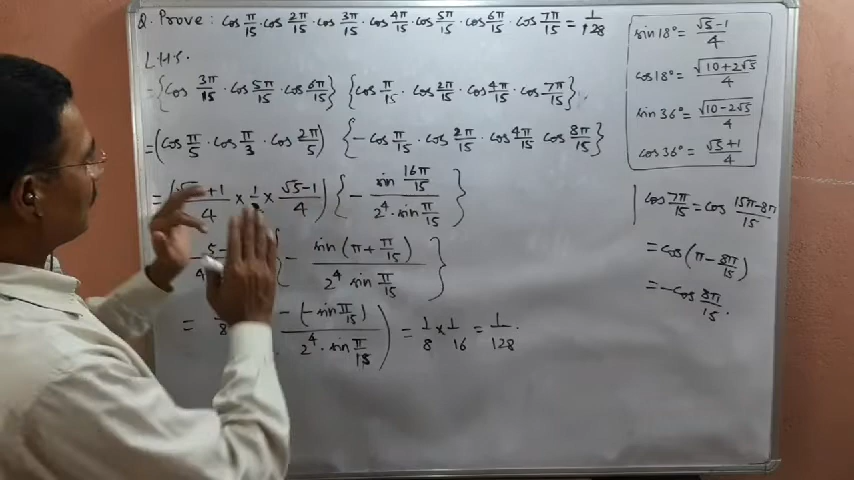 Q. Prove : cos π/15 · cos 2π/15 · cos 3π/15 · cos 4π/15 · cos 5π/15 · cos 6π/15 · cos 7π/15 = 1/128
L.H.S.
= {cos 3π/15 · cos 5π/15 · cos 6π/15} {cos π/15 · cos 2π/15 · cos 4π/15 · cos 7π/15}
= (cos π/5 · cos π/3 · cos 2π/5) {- cos π/15 · cos 2π/15 · cos 4π/15 cos 8π/15}
= (√5 +1/4 × 1/2 × √5-1/4) {- sin 16π/15 / 2⁴ · sin π/15}
5- {- sin (π + π/15) / 2⁴ sin π/15}
= 8 - (- sin π/15) / 2⁴ · sin π/15) = 1/8 × 1/16 = 1/128 .
sin 18° = √5-1/4
cos 18° = √10+2√5/4
sin 36° = √10-2√5/4
cos 36° = √5+1/4
cos 7π/15 = cos 15π-8π/15
= cos (π - 8π/15)
= - cos 8π/15 .